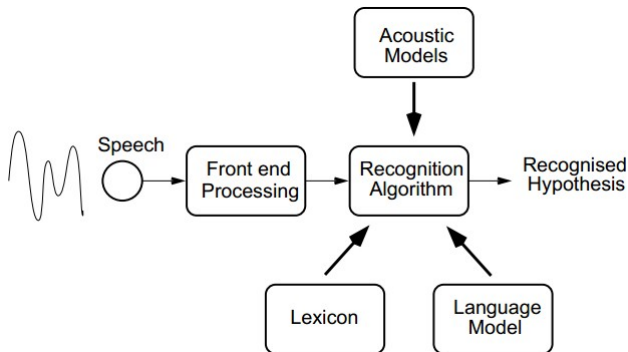 Acoustic
Models
Speech
Front end
Processing
Recognition
Algorithm
Recognised
Hypothesis
Lexicon
Language
Model